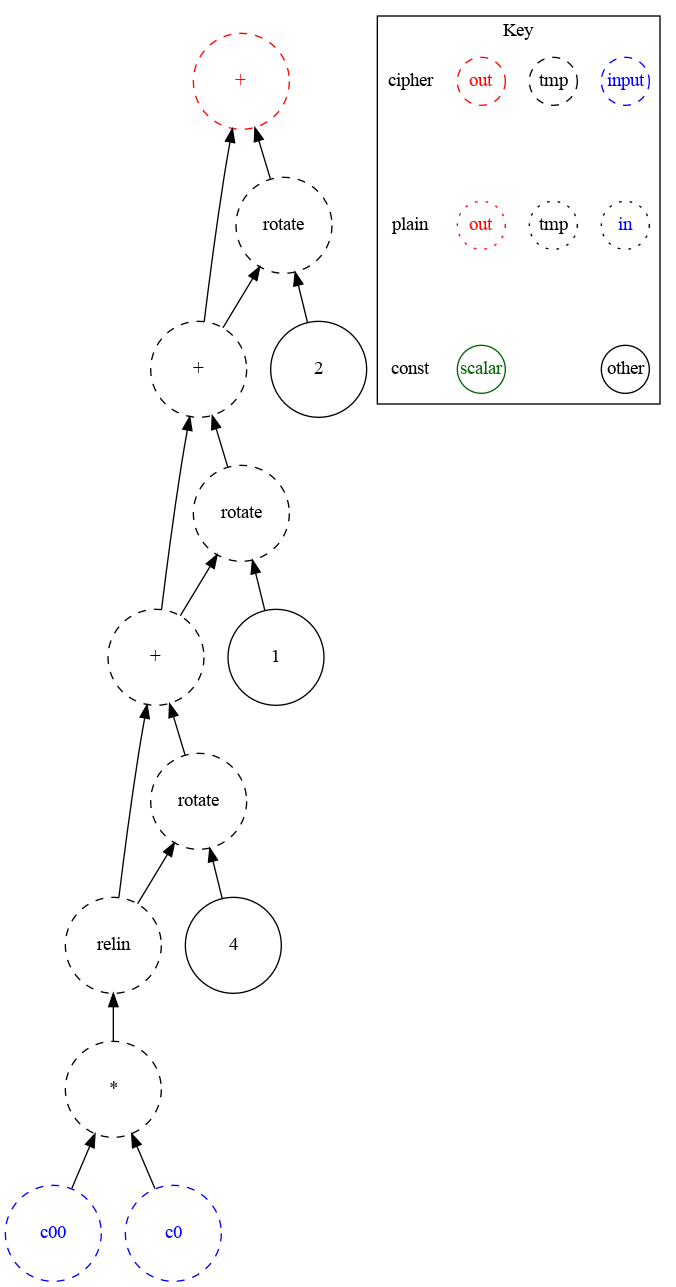 Key
+
cipher out tmp input
rotate
plain out tmp in
+
2
const scalar other
rotate
+
1
rotate
relin
4
*
c00
c0